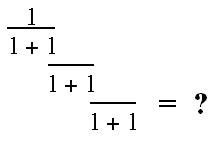 1
1 + 1
1 + 1
1 + 1 = ?